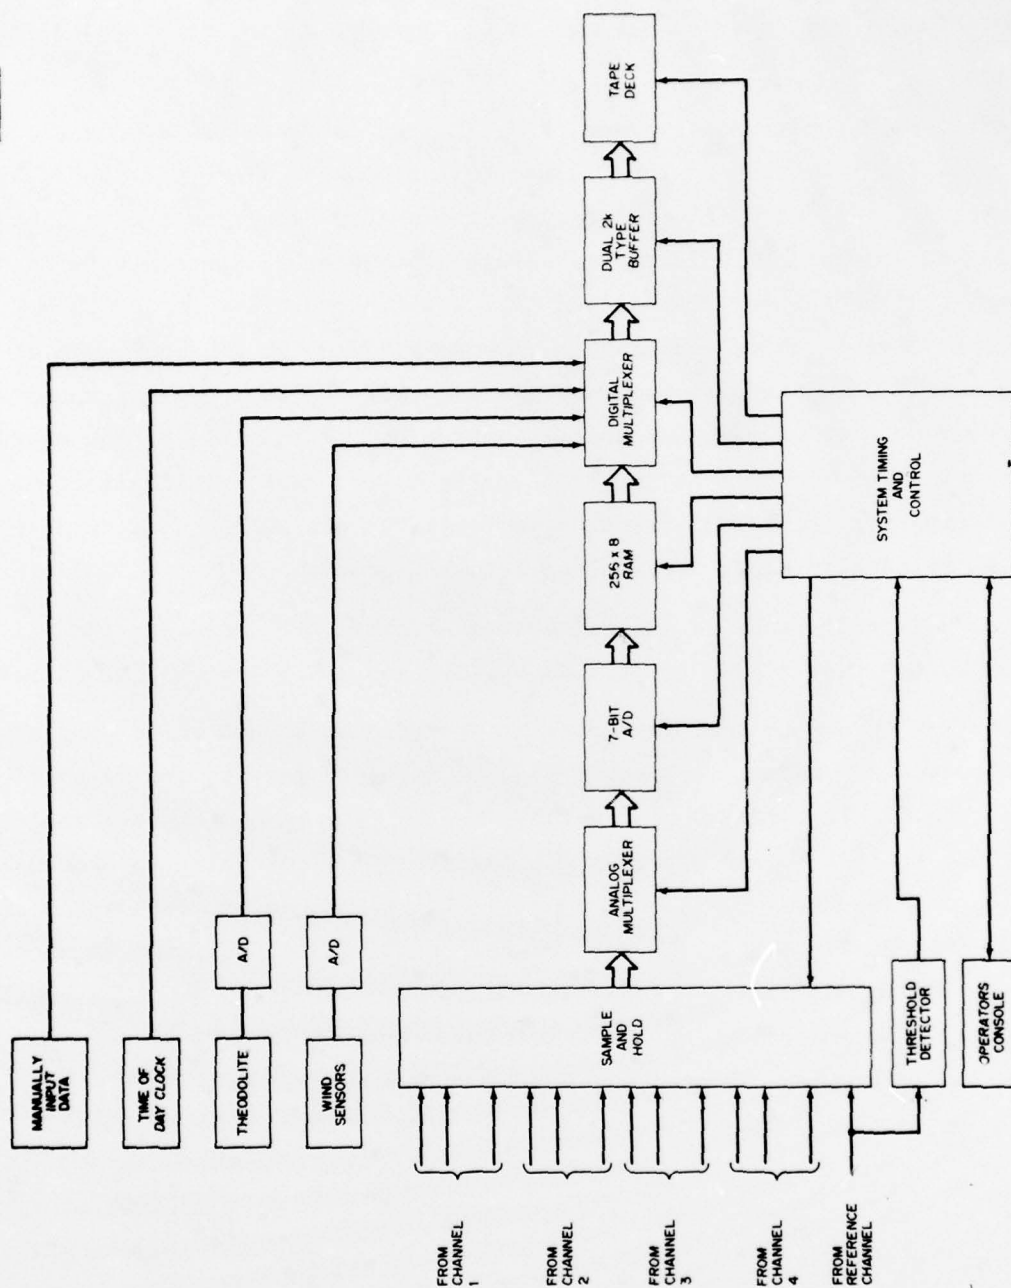 MANUALLY
INPUT
DATA
TIME OF
DAY CLOCK
THEODOLITE
A/D
WIND
SENSORS
A/D
FROM
CHANNEL
1
FROM
CHANNEL
2
FROM
CHANNEL
3
FROM
CHANNEL
4
FROM
REFERENCE
CHANNEL
SAMPLE
AND
HOLD
ANALOG
MULTIPLEXER
7-BIT
A/D
256 x 8
RAM
DIGITAL
MULTIPLEXER
DUAL 2k
TYPE
BUFFER
TAPE
DECK
THRESHOLD
DETECTOR
OPERATORS
CONSOLE
SYSTEM TIMING
AND
CONTROL